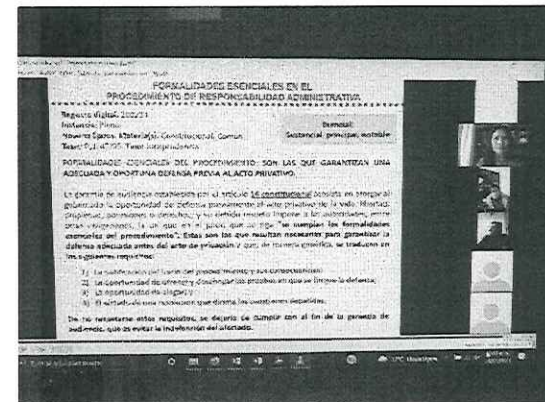 FORMALIDADES ESENCIALES EN EL
PROCEDIMIENTO DE RESPONSABILIDAD ADMINISTRATIVA
Registro digital:
Instancia: Pleno
Novena Época Materia(s): Constitucional, Común
Tesis: Tipo: Jurisprudencia
Esencial:
Sustancial, principal, notable
FORMALIDADES ESENCIALES DEL PROCEDIMIENTO. SON LAS QUE GARANTIZAN UNA
ADECUADA Y OPORTUNA DEFENSA PREVIA AL ACTO PRIVATIVO.
La garantía de audiencia establecida por el artículo 14 constitucional consiste en otorgar al
gobernado la oportunidad de defensa previamente al acto privativo de la vida, libertad,
propiedad, posesiones o derechos, y su debido respeto impone a las autoridades, entre
otras obligaciones, la de que en el juicio que se siga "se cumplan las formalidades
esenciales del procedimiento". Estas son las que resultan necesarias para garantizar la
defensa adecuada antes del acto de privación y que, de manera genérica, se traducen en
los siguientes requisitos:
1) La notificación del inicio del procedimiento y sus consecuencias;
2) La oportunidad de ofrecer y desahogar las pruebas en que se finque la defensa;
3) La oportunidad de alegar; y
4) El dictado de una resolución que dirima las cuestiones debatidas.
De no respetarse estos requisitos, se dejaría de cumplir con el fin de la garantía de
audiencia, que es evitar la indefensión del afectado.